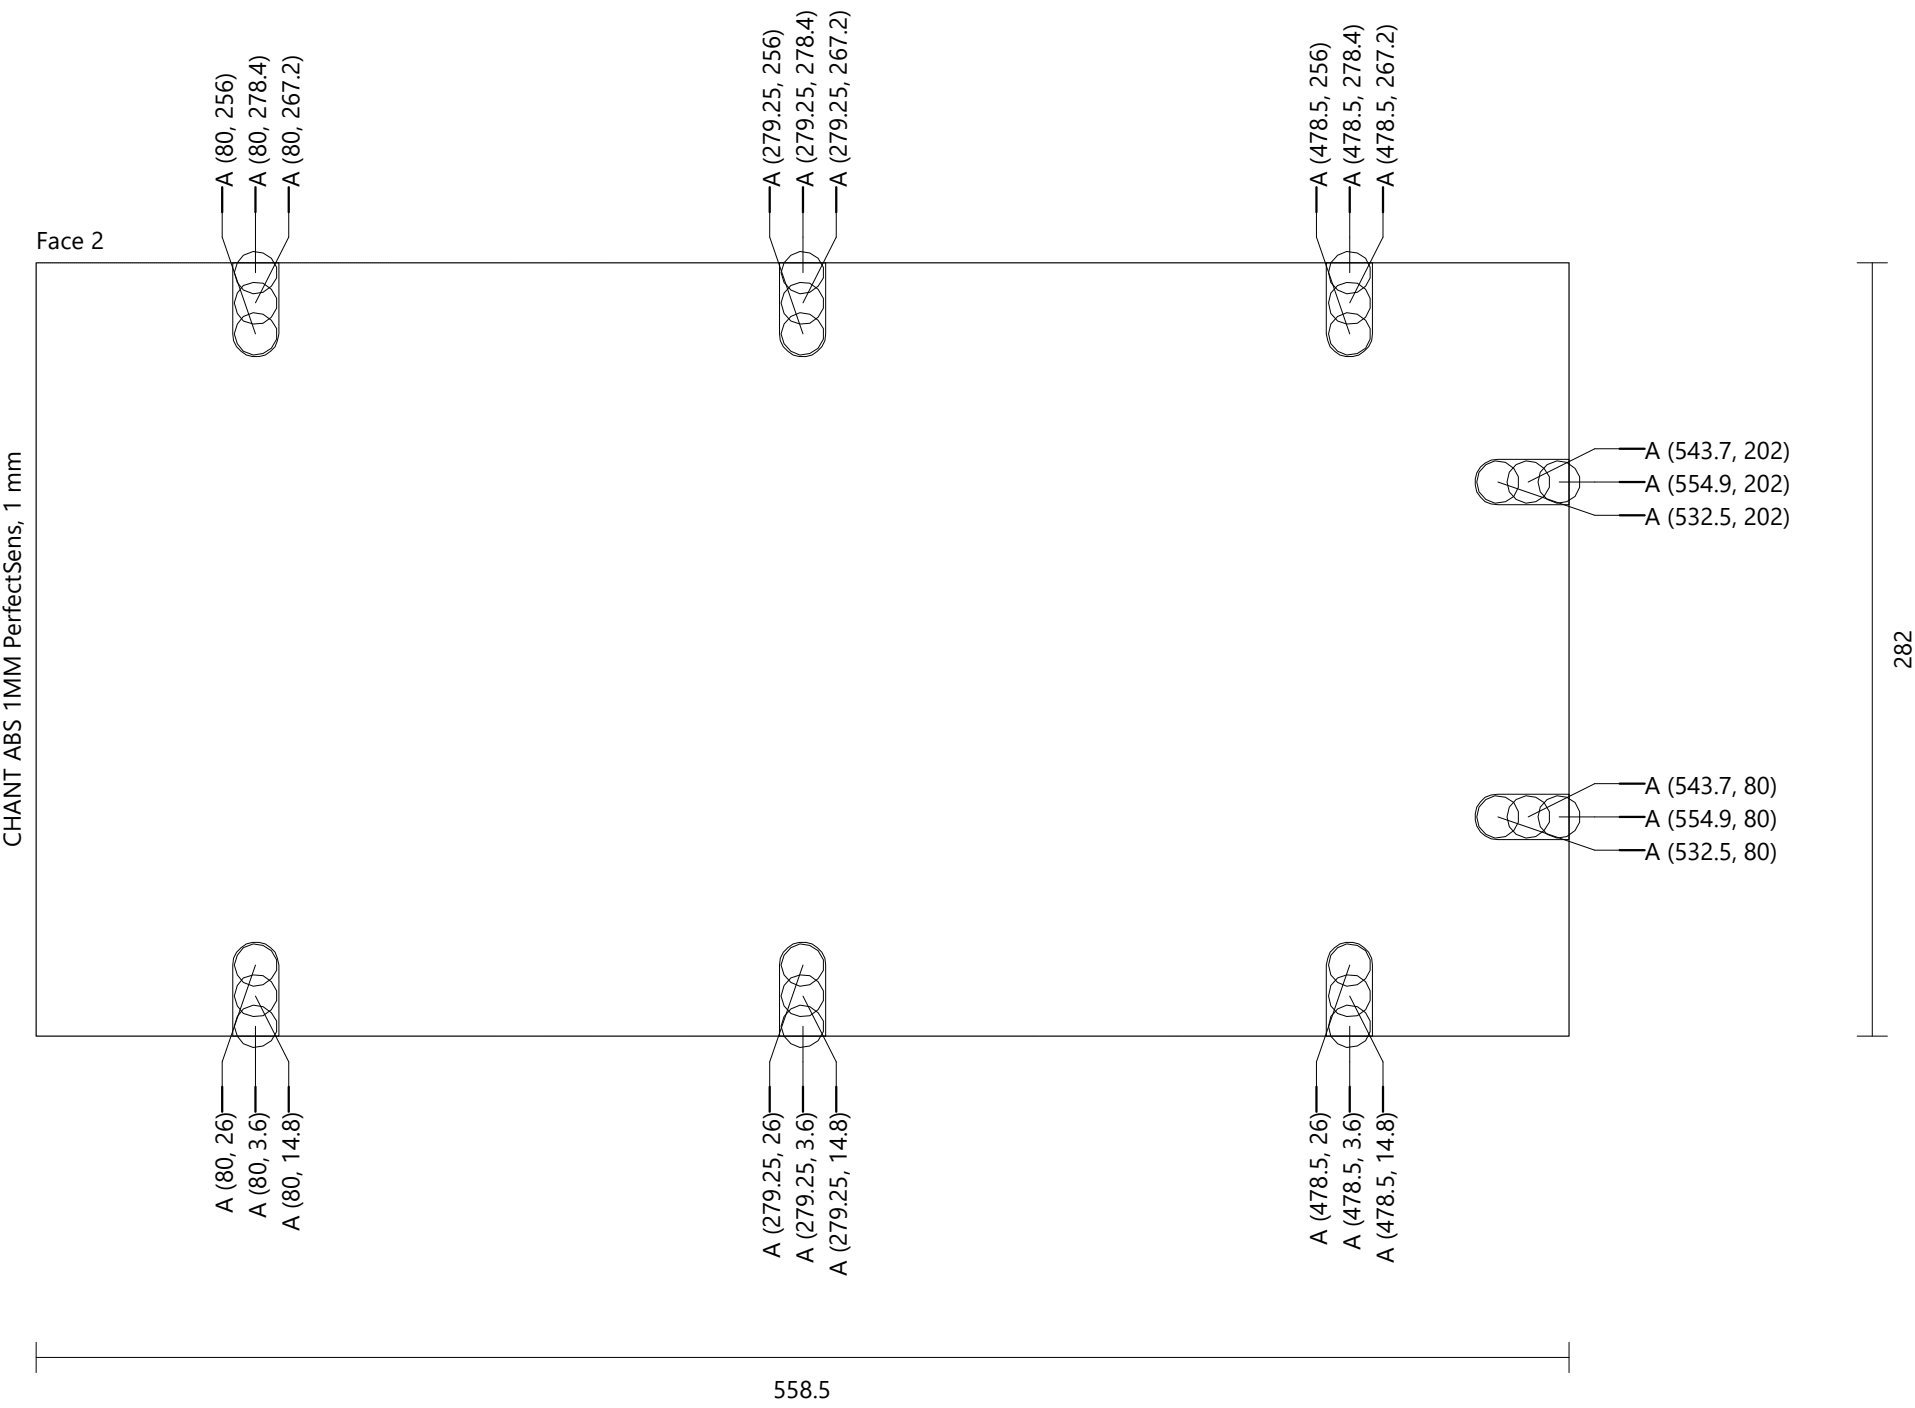 A (80, 256)
A (80, 278.4)
A (80, 267.2)
A (279.25, 256)
A (279.25, 278.4)
A (279.25, 267.2)
A (478.5, 256)
A (478.5, 278.4)
A (478.5, 267.2)
Face 2
CHANT ABS 1MM PerfectSens, 1 mm
A (543.7, 202)
A (554.9, 202)
A (532.5, 202)
282
A (543.7, 80)
A (554.9, 80)
A (532.5, 80)
A (80, 26)
A (80, 3.6)
A (80, 14.8)
A (279.25, 26)
A (279.25, 3.6)
A (279.25, 14.8)
A (478.5, 26)
A (478.5, 3.6)
A (478.5, 14.8)
558.5